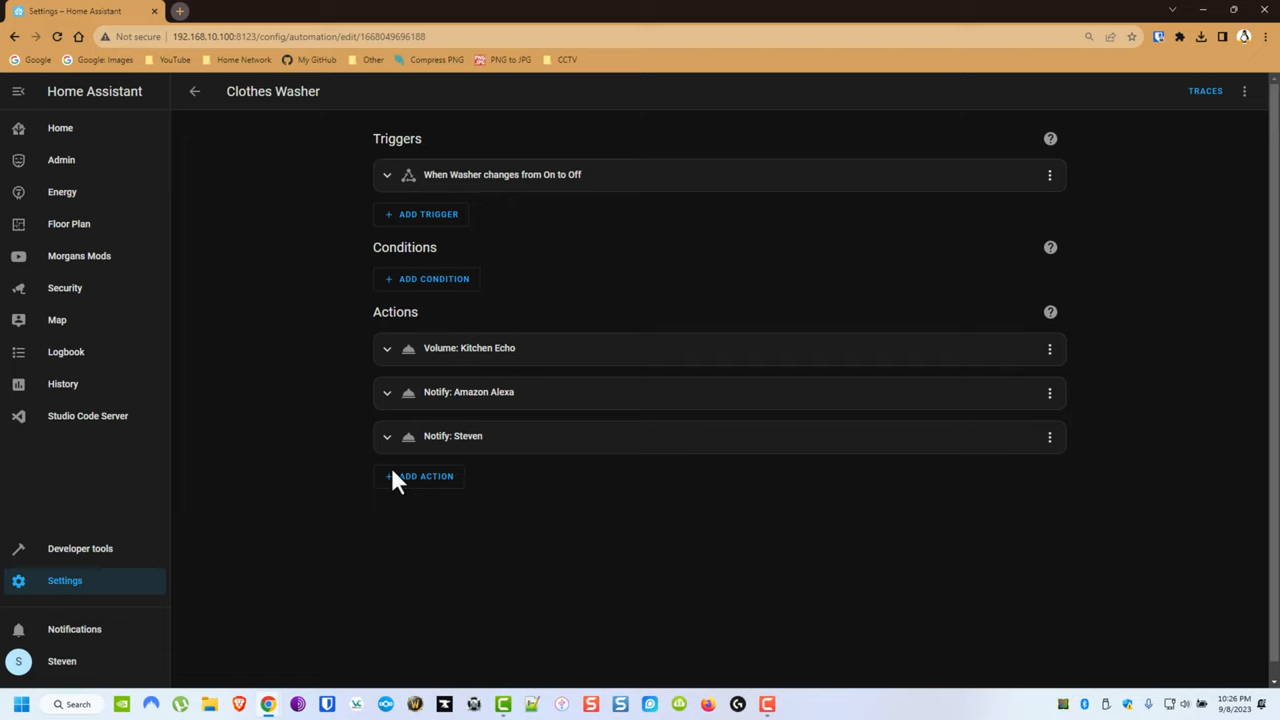 Settings – Home Assistant
Not secure 192.168.10.100:8123/config/automation/edit/1668049696188
Google Google: Images YouTube Home Network My GitHub Other Compress PNG PNG to JPG CCTV
Home Assistant
Clothes Washer
TRACES
Home
Admin
Energy
Floor Plan
Morgans Mods
Security
Map
Logbook
History
Studio Code Server
Developer tools
Settings
Notifications
S Steven
Triggers
When Washer changes from On to Off
+ ADD TRIGGER
Conditions
+ ADD CONDITION
Actions
Volume: Kitchen Echo
Notify: Amazon Alexa
Notify: Steven
+ ADD ACTION
Search
10:26 PM
9/8/2023